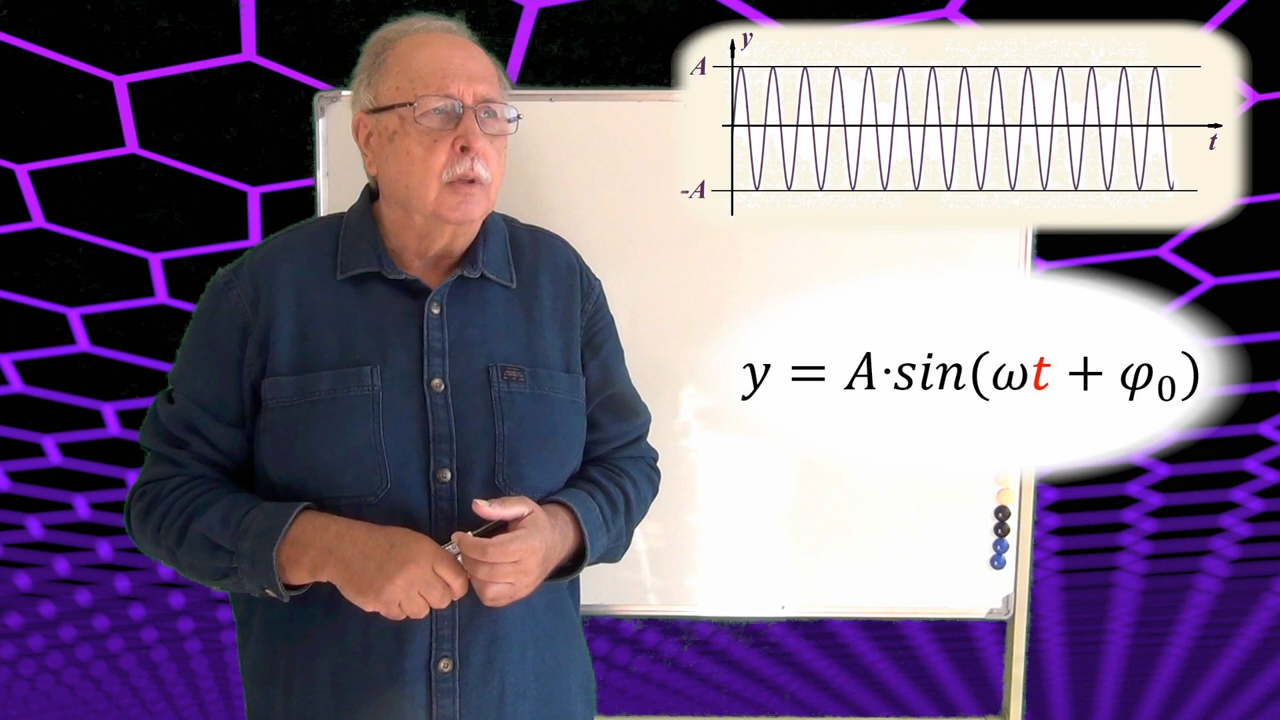 y
A
t
-A
y = A·sin(ωt + φ₀)